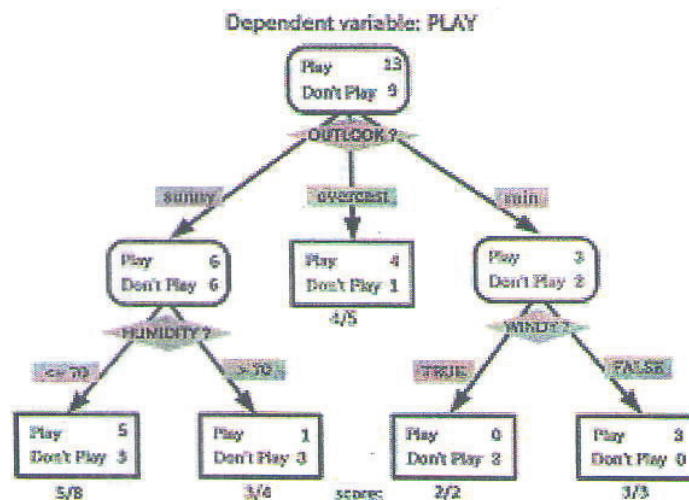 Dependent variable: PLAY
Play 13
Don't Play 9
OUTLOOK ?
sunny overcast rain
Play 6
Don't Play 6
Play 4
Don't Play 1
Play 3
Don't Play 2
4/5
HUMIDITY ?
WINDY ?
<= 70 > 70 TRUE FALSE
Play 5
Don't Play 3
Play 1
Don't Play 3
Play 0
Don't Play 2
Play 3
Don't Play 0
5/8 3/4 2/2